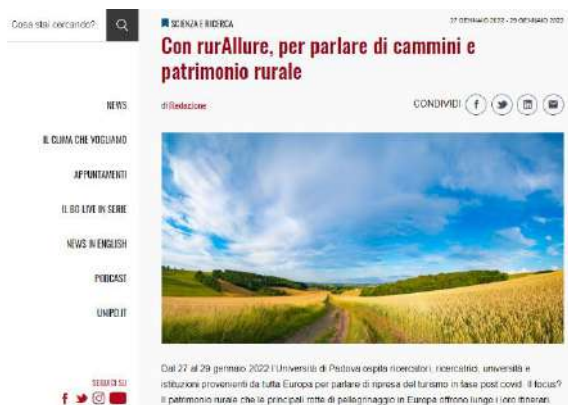 Cosa stai cercando?
NEWS
IL CLIMA CHE VOGLIAMO
APPUNTAMENTI
IL BO LIVE IN SERIE
NEWS IN ENGLISH
PODCAST
UNIPD.IT
SEGUICI SU
SCIENZA E RICERCA
27 GENNAIO 2022 - 29 GENNAIO 2022
Con rurAllure, per parlare di cammini e
patrimonio rurale
di Redazione
CONDIVIDI
Dal 27 al 29 gennaio 2022 l'Università di Padova ospita ricercatori, ricercatrici, università e
istituzioni provenienti da tutta Europa per parlare di ripresa del turismo in fase post covid. Il focus?
Il patrimonio rurale che le principali rotte di pellegrinaggio in Europa offrono lungo i loro itinerari